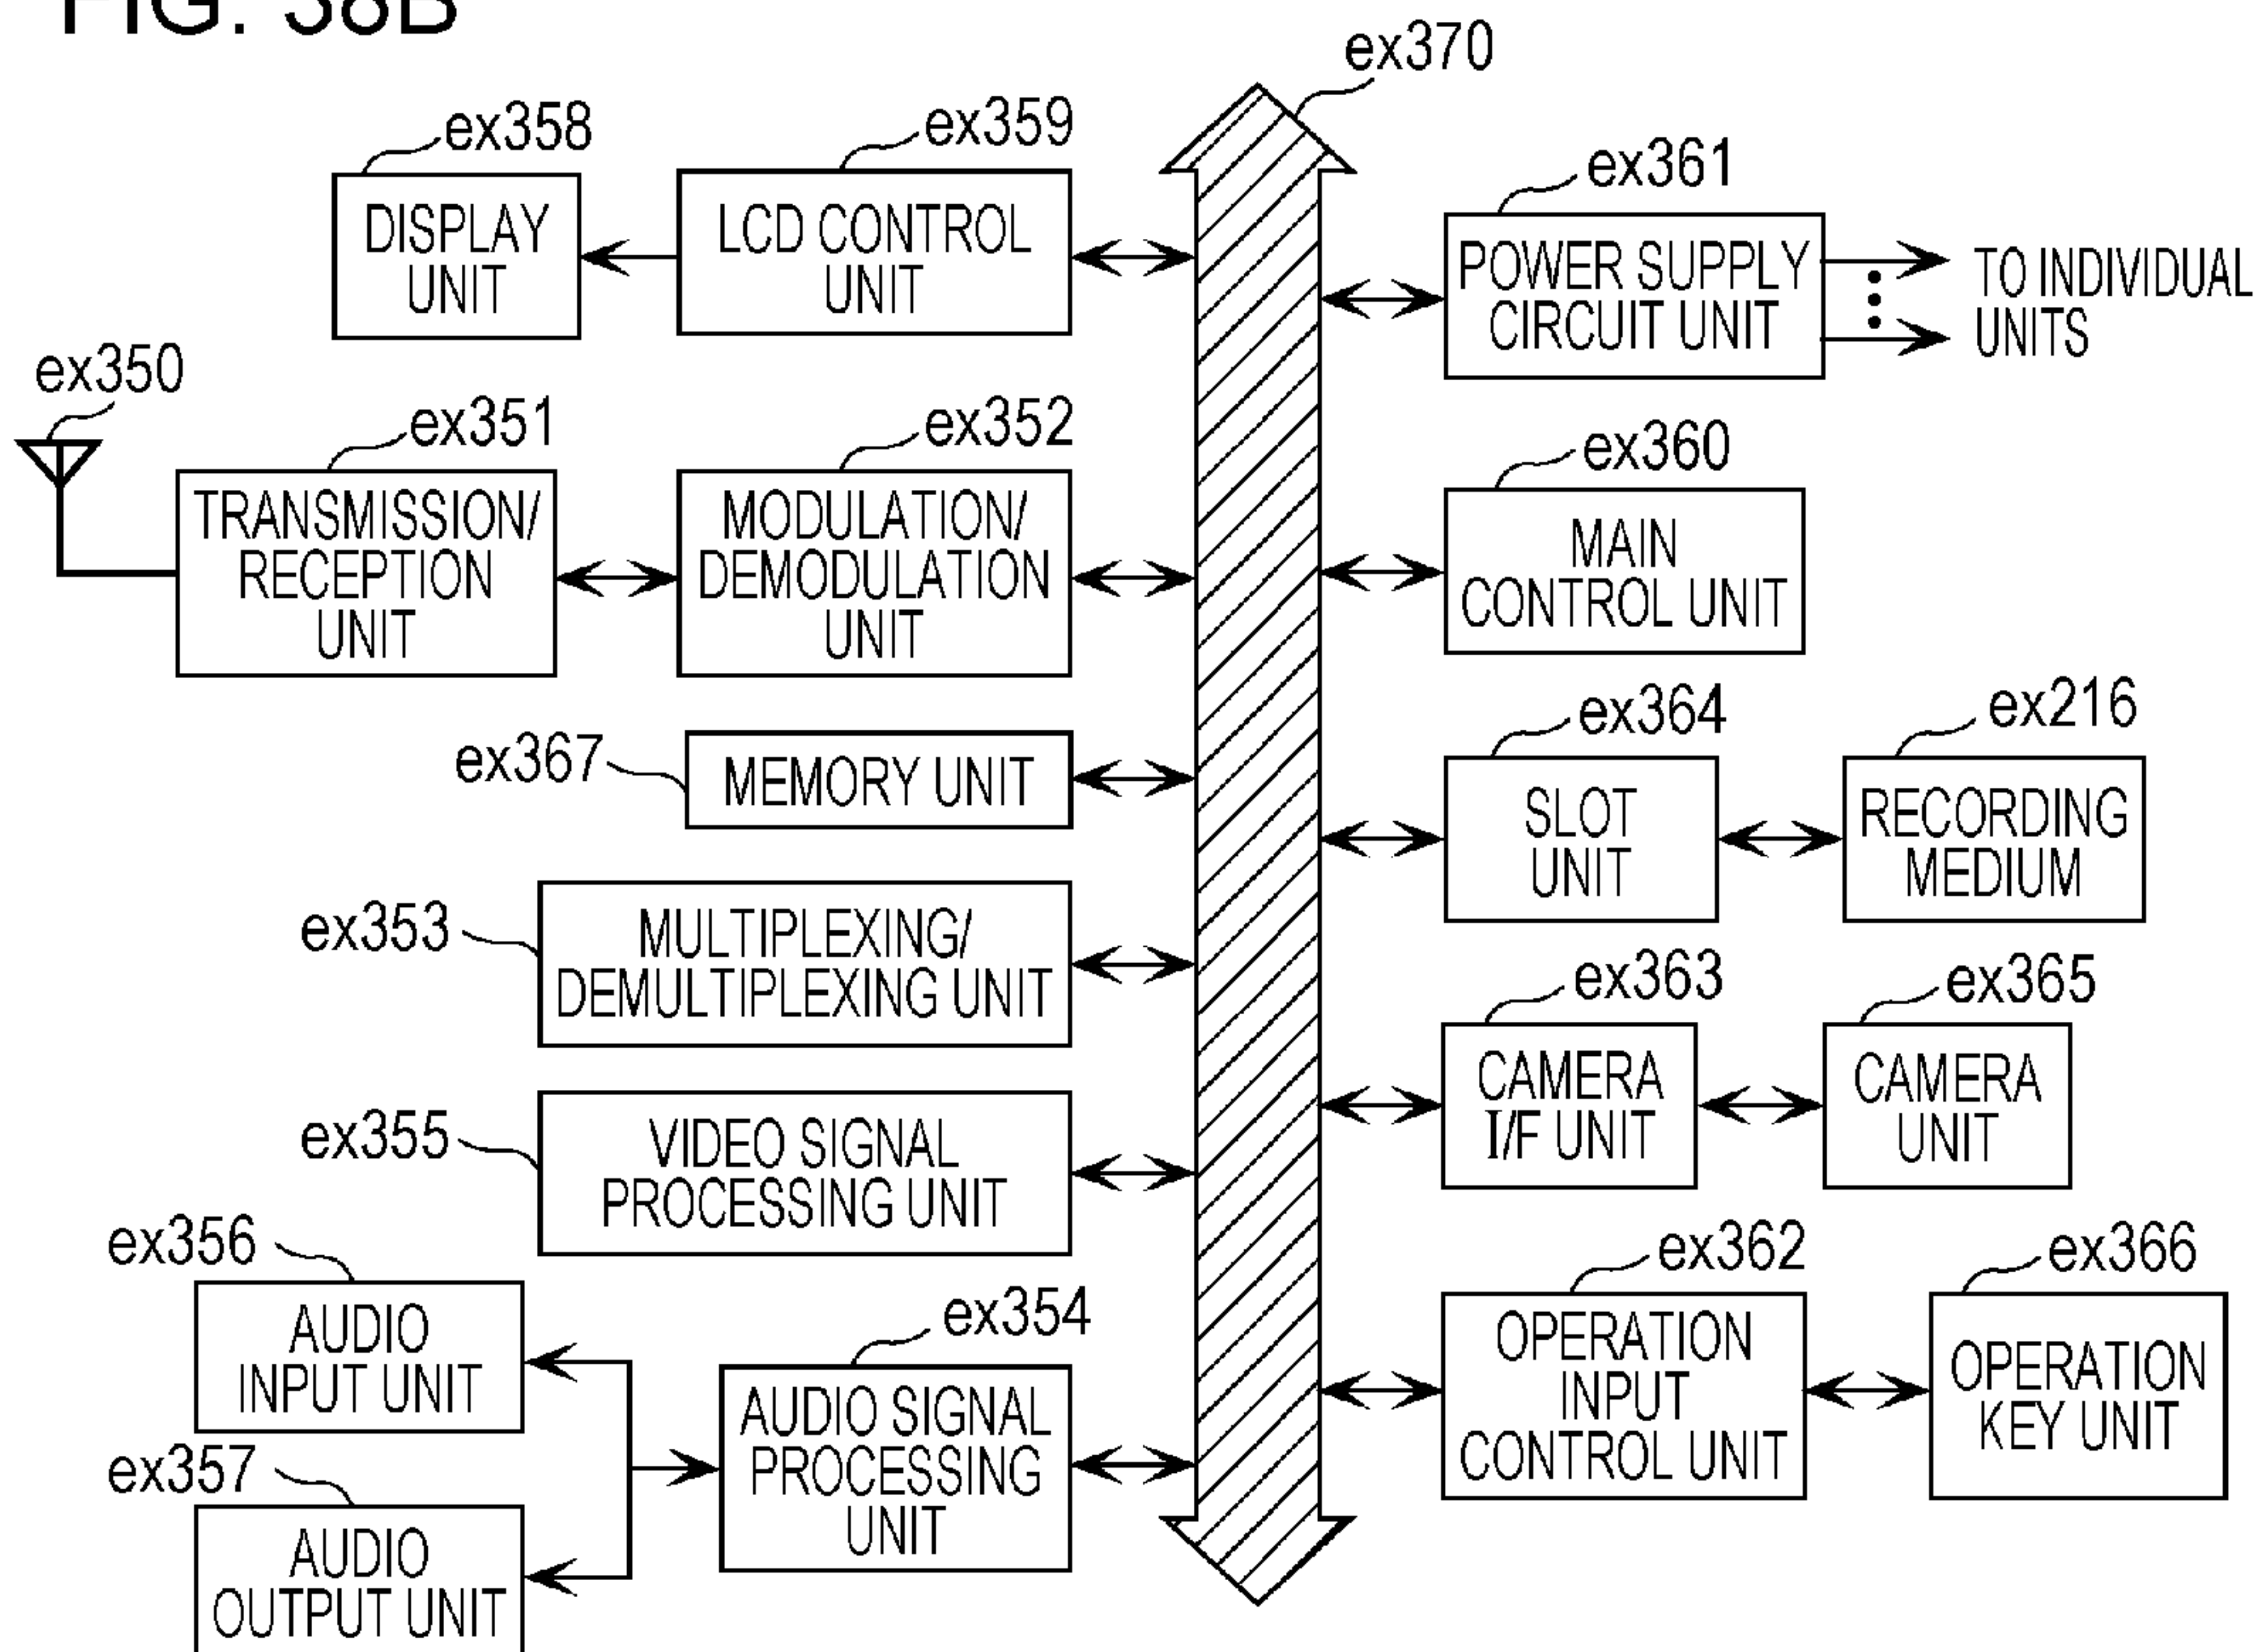 FIG. 38B
ex370
ex358
ex359
DISPLAY
UNIT
LCD CONTROL
UNIT
ex361
POWER SUPPLY
CIRCUIT UNIT
TO INDIVIDUAL
UNITS
ex350
ex351
TRANSMISSION/
RECEPTION
UNIT
ex352
MODULATION/
DEMODULATION
UNIT
ex360
MAIN
CONTROL UNIT
ex367
MEMORY UNIT
ex364
SLOT
UNIT
ex216
RECORDING
MEDIUM
ex353
MULTIPLEXING/
DEMULTIPLEXING UNIT
ex363
CAMERA
I/F UNIT
ex365
CAMERA
UNIT
ex355
VIDEO SIGNAL
PROCESSING UNIT
ex356
AUDIO
INPUT UNIT
ex354
AUDIO SIGNAL
PROCESSING
UNIT
ex357
AUDIO
OUTPUT UNIT
ex362
OPERATION
INPUT
CONTROL UNIT
ex366
OPERATION
KEY UNIT